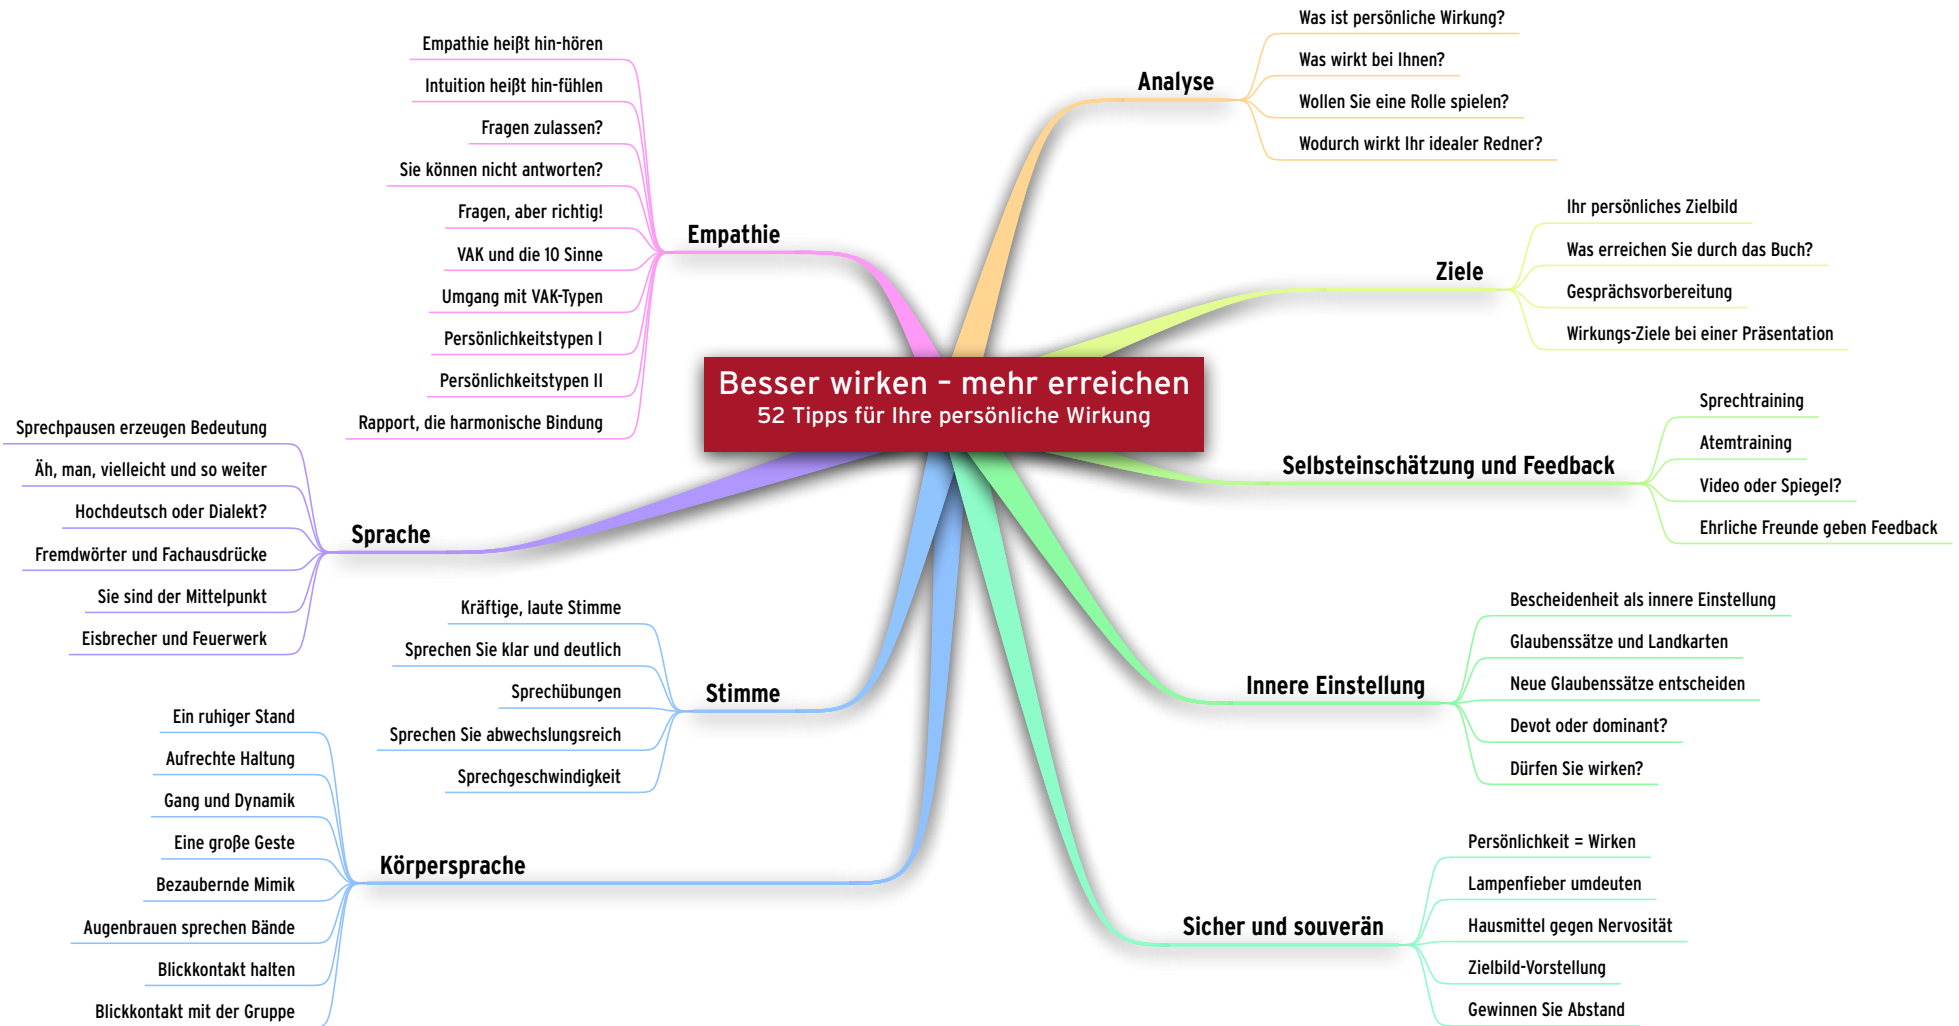 Besser wirken – mehr erreichen
52 Tipps für Ihre persönliche Wirkung
Analyse
Was ist persönliche Wirkung?
Was wirkt bei Ihnen?
Wollen Sie eine Rolle spielen?
Wodurch wirkt Ihr idealer Redner?
Ziele
Ihr persönliches Zielbild
Was erreichen Sie durch das Buch?
Gesprächsvorbereitung
Wirkungs-Ziele bei einer Präsentation
Selbsteinschätzung und Feedback
Sprechtraining
Atemtraining
Video oder Spiegel?
Ehrliche Freunde geben Feedback
Innere Einstellung
Bescheidenheit als innere Einstellung
Glaubenssätze und Landkarten
Neue Glaubenssätze entscheiden
Devot oder dominant?
Dürfen Sie wirken?
Sicher und souverän
Persönlichkeit = Wirken
Lampenfieber umdeuten
Hausmittel gegen Nervosität
Zielbild-Vorstellung
Gewinnen Sie Abstand
Körpersprache
Ein ruhiger Stand
Aufrechte Haltung
Gang und Dynamik
Eine große Geste
Bezaubernde Mimik
Augenbrauen sprechen Bände
Blickkontakt halten
Blickkontakt mit der Gruppe
Stimme
Kräftige, laute Stimme
Sprechen Sie klar und deutlich
Sprechübungen
Sprechen Sie abwechslungsreich
Sprechgeschwindigkeit
Sprache
Sprechpausen erzeugen Bedeutung
Äh, man, vielleicht und so weiter
Hochdeutsch oder Dialekt?
Fremdwörter und Fachausdrücke
Sie sind der Mittelpunkt
Eisbrecher und Feuerwerk
Empathie
Empathie heißt hin-hören
Intuition heißt hin-fühlen
Fragen zulassen?
Sie können nicht antworten?
Fragen, aber richtig!
VAK und die 10 Sinne
Umgang mit VAK-Typen
Persönlichkeitstypen I
Persönlichkeitstypen II
Rapport, die harmonische Bindung